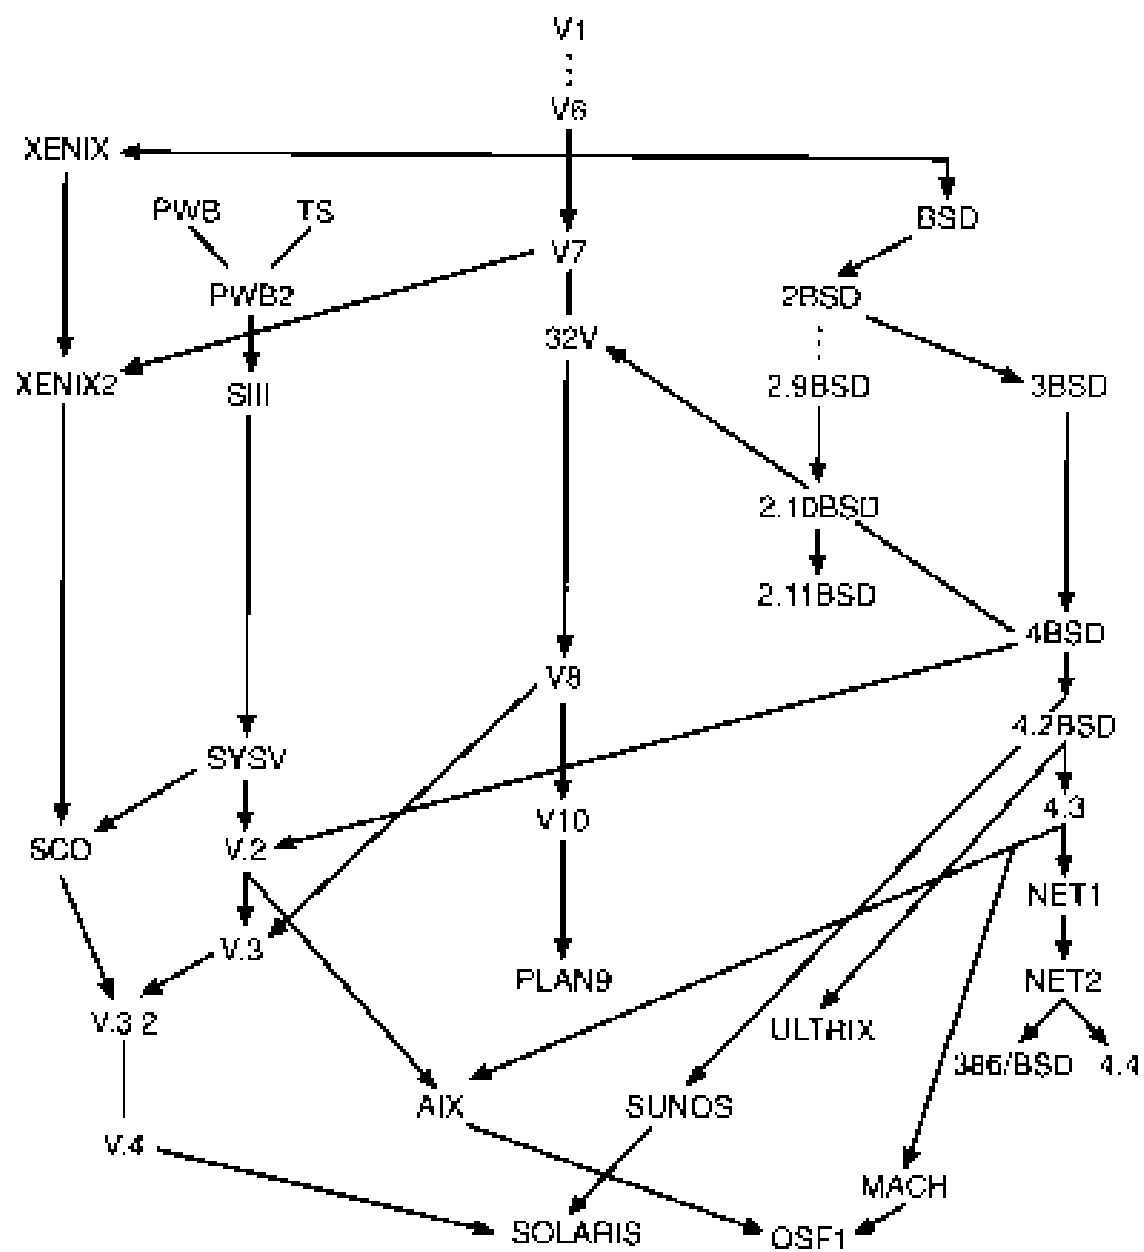 V1
V6
XENIX
PWB
TS
BSD
V7
PWB2
2BSD
32V
XENIX2
SIII
2.9BSD
3BSD
2.10BSD
2.11BSD
4BSD
V8
4.2BSD
SYSV
4.3
V10
SCO
V.2
NET1
V.3
PLAN9
NET2
V.3 2
ULTRIX
386/BSD
4.4
AIX
SUNOS
V.4
MACH
SOLARIS
OSF1